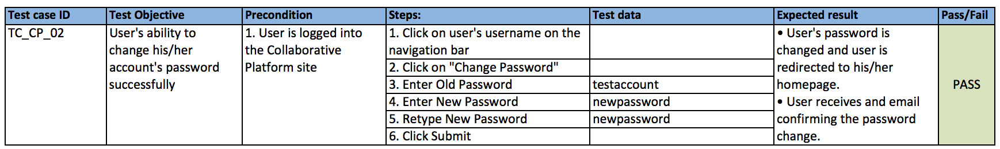 Test case ID
Test Objective
Precondition
Steps:
Test data
Expected result
Pass/Fail
TC_CP_02
User's ability to
change his/her
account's password
successfully
1. User is logged into
the Collaborative
Platform site
1. Click on user's username on the
navigation bar
2. Click on "Change Password"
3. Enter Old Password
testaccount
4. Enter New Password
newpassword
5. Retype New Password
newpassword
6. Click Submit
• User's password is
changed and user is
redirected to his/her
homepage.
• User receives and email
confirming the password
change.
PASS